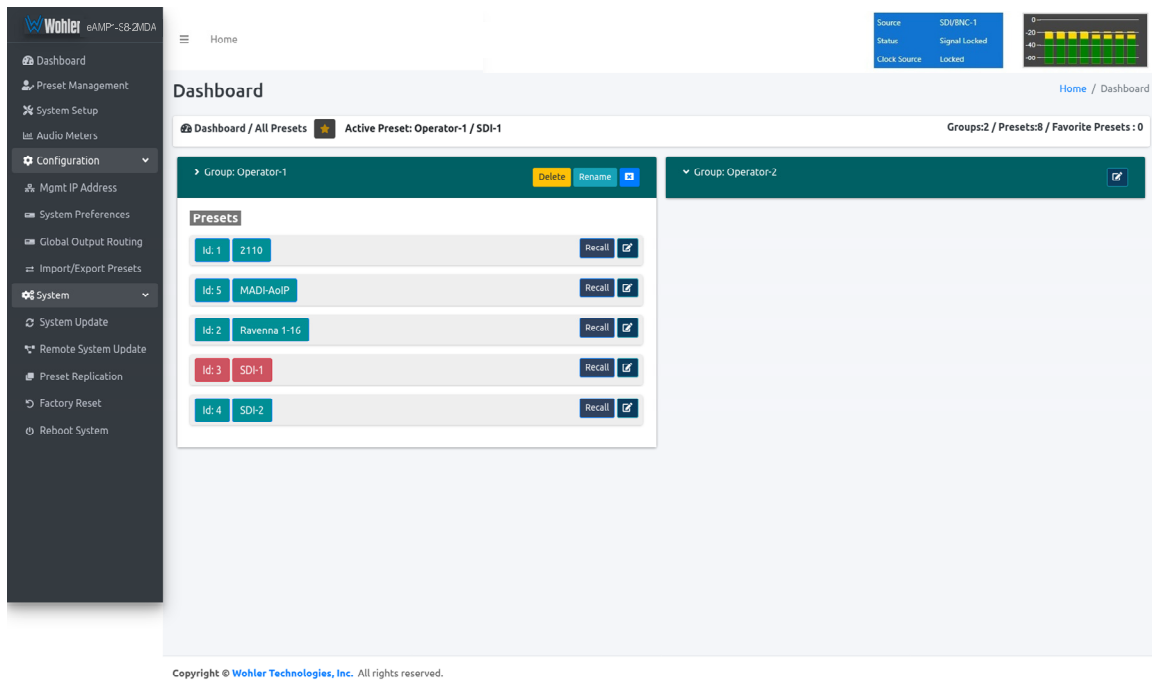 Wohler eAMP1-S8-2MDA
Dashboard
Preset Management
System Setup
Audio Meters
Configuration
Mgmt IP Address
System Preferences
Global Output Routing
Import/Export Presets
System
System Update
Remote System Update
Preset Replication
Factory Reset
Reboot System
Home
Source SDI/BNC-1
Status Signal Locked
Clock Source Locked
0
-20
-40
-oo
Dashboard
Home / Dashboard
Dashboard / All Presets Active Preset: Operator-1 / SDI-1
Groups:2 / Presets:8 / Favorite Presets : 0
Group: Operator-1 Delete Rename
Presets
Id: 1 2110 Recall
Id: 5 MADI-AoIP Recall
Id: 2 Ravenna 1-16 Recall
Id: 3 SDI-1 Recall
Id: 4 SDI-2 Recall
Group: Operator-2
Copyright © Wohler Technologies, Inc. All rights reserved.